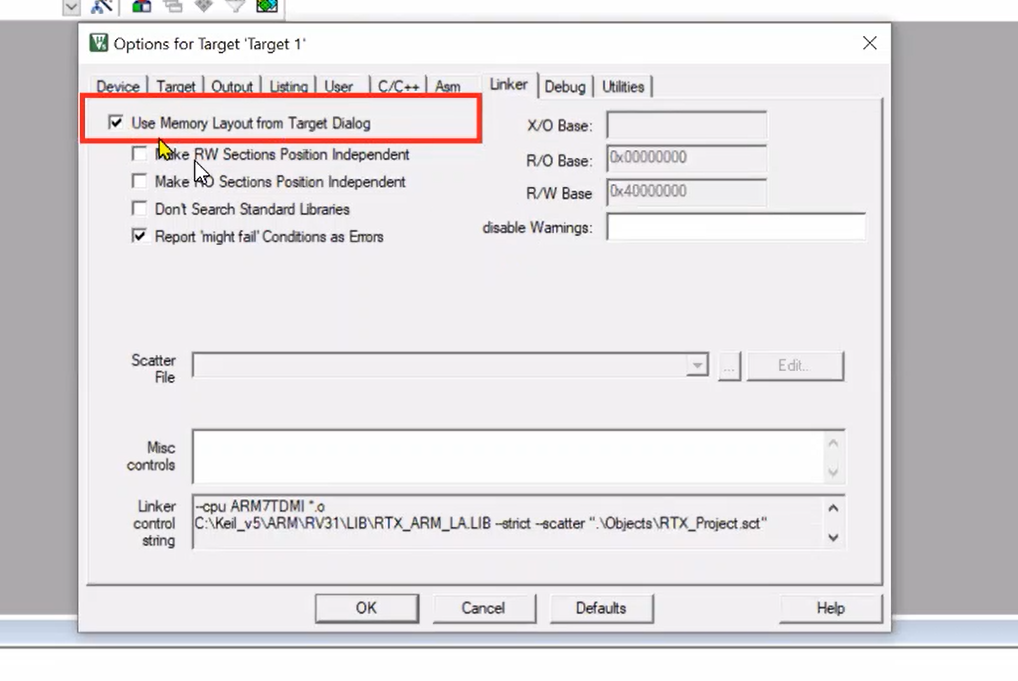 Options for Target 'Target 1'
Device Target Output Listing User C/C++ Asm Linker Debug Utilities
Use Memory Layout from Target Dialog
X/O Base:
Make RW Sections Position Independent
R/O Base: 0x00000000
Make RO Sections Position Independent
R/W Base 0x40000000
Don't Search Standard Libraries
disable Warnings:
Report 'might fail' Conditions as Errors
Scatter
File
... Edit..
Misc
controls
Linker
control
string
--cpu ARM7TDMI *.o
C:\Keil_v5\ARM\RV31\LIB\RTX_ARM_LA.LIB --strict --scatter ".\Objects\RTX_Project.sct"
OK Cancel Defaults Help